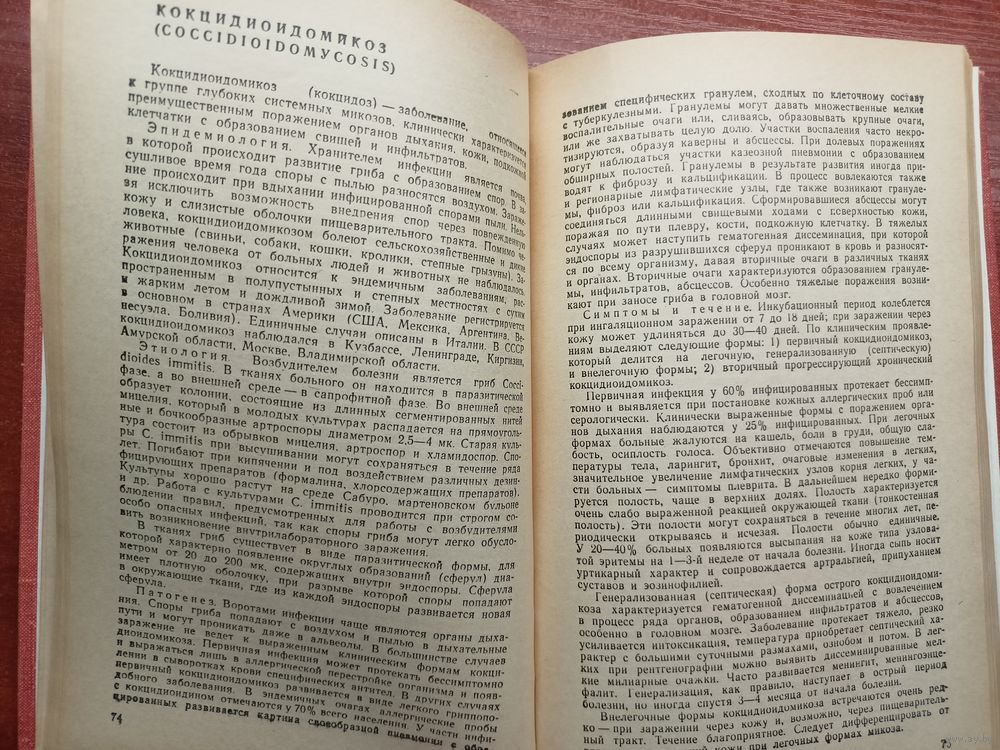 КОКЦИДИОИДОМИКОЗ
(COCCIDIOIDOMYCOSIS)
Кокцидиоидомикоз (кокцидоз) — заболевание, относящееся
к группе глубоких системных микозов, клинически характеризуется
преимущественным поражением органов дыхания, кожи, подкожной
клетчатки с образованием свищей и инфильтратов.
Эпидемиология. Хранителем инфекции является почва,
в которой происходит развитие гриба с образованием спор. В за-
сушливое время года споры с пылью разносятся воздухом. Зараже-
ние происходит при вдыхании инфицированной спорами пыли. Нель-
зя исключить возможность внедрения спор через поврежденную
кожу и слизистые оболочки пищеварительного тракта. Помимо че-
ловека, кокцидиоидомикозом болеют сельскохозяйственные и дикие
животные (свиньи, собаки, кошки, кролики, степные грызуны). За-
ражения человека от больных людей и животных не наблюдалось.
Кокцидиоидомикоз относится к эндемическим заболеваниям, рас-
пространенным в полупустынных и степных местностях с сухим
и жарким летом и дождливой зимой. Заболевание регистрируется
в основном в странах Америки (США, Мексика, Аргентина, Ве-
несуэла, Боливия). Единичные случаи описаны в Италии. В СССР
кокцидиоидомикоз наблюдался в Кузбассе, Ленинграде, Киргизии,
Амурской области, Москве, Владимирской области.
Этиология. Возбудителем болезни является гриб Cocci-
dioides immitis. В тканях больного он находится в паразитической
фазе, а во внешней среде — в сапрофитной фазе. Во внешней среде
образует колонии, состоящие из длинных сегментированных нитей
мицелия, который в молодых культурах распадается на прямоуголь-
ные и бочкообразные артроспоры диаметром 2,5—4 мк. Старая куль-
тура состоит из обрывков мицелия, артроспор и хламидоспор. Спо-
ры C. immitis при высушивании могут сохраняться в течение ряда
лет. Погибают при кипячении и под воздействием различных дезин-
фицирующих препаратов (формалина, хлорсодержащих препаратов).
Культуры хорошо растут на среде Сабуро, мартеновском бульоне
и др. Работа с культурами C. immitis проводится при строгом со-
блюдении правил, предусмотренных для работы с возбудителями
особо опасных инфекций, так как споры гриба могут легко обусло-
вить возникновение внутрилабораторного заражения.
В тканях гриб существует в виде паразитической формы, для
которой характерно появление округлых образований (сферул) диа-
метром от 20 до 200 мк, содержащих внутри эндоспоры. Сферула
имеет плотную оболочку, при разрыве которой споры попадают
в окружающие ткани, где из каждой эндоспоры развивается новая
сферула.
Патогенез. Воротами инфекции чаще являются органы дыха-
ния. Споры гриба попадают с воздухом и пылью в дыхательные
пути и могут проникать даже в альвеолы. В большинстве случаев
заражение не ведет к выраженным клиническим формам кокци-
диоидомикоза. Первичная инфекция может протекать бессимптомно
и выражаться лишь в аллергической перестройке организма и появ-
лении в сыворотках крови специфических антител. В других случаях
первичный кокцидиоидомикоз развивается в виде легкого гриппопо-
добного заболевания. В эндемичных очагах аллергические пробы
с кокцидиоидином отмечаются у 70% всего населения. У части инфи-
цированных развивается картина своеобразной пневмонии с обра-
74
зованием специфических гранулем, сходных по клеточному составу
с туберкулезными. Гранулемы могут давать множественные мелкие
воспалительные очаги или, сливаясь, образовывать крупные очаги,
или же захватывать целую долю. Участки воспаления часто некро-
тизируются, образуя каверны и абсцессы. При долевых поражениях
могут наблюдаться участки казеозной пневмонии с образованием
обширных полостей. Гранулемы в результате развития иногда при-
водят к фиброзу и кальцификации. В процесс вовлекаются также
и регионарные лимфатические узлы, где также возникают грануле-
мы, фиброз или кальцификация. Сформировавшиеся абсцессы могут
соединяться длинными свищевыми ходами с поверхностью кожи,
поражая по пути плевру, кости, подкожную клетчатку. В тяжелых
случаях может наступить гематогенная диссеминация, при которой
эндоспоры из разрушившихся сферул проникают в кровь и разносят-
ся по всему организму, давая вторичные очаги в различных тканях
и органах. Вторичные очаги характеризуются образованием грануле-
мы, инфильтратов, абсцессов. Особенно тяжелые поражения возни-
кают при заносе гриба в головной мозг.
Симптомы и течение. Инкубационный период колеблется
при ингаляционном заражении от 7 до 18 дней; при заражении через
кожу может удлиниться до 30—40 дней. По клиническим проявле-
ниям выделяют следующие формы: 1) первичный кокцидиоидомикоз,
который делится на легочную, генерализованную (септическую)
и внелегочную формы; 2) вторичный прогрессирующий хронический
кокцидиоидомикоз.
Первичная инфекция у 60% инфицированных протекает бессимп-
томно и выявляется при постановке кожных аллергических проб или
серологически. Клинически выраженные формы с поражением орга-
нов дыхания наблюдаются у 25% инфицированных. При легочных
формах больные жалуются на кашель, боли в груди, общую сла-
бость, осиплость голоса. Объективно отмечаются повышение тем-
пературы тела, ларингит, бронхит, очаговые изменения в легких,
значительное увеличение лимфатических узлов корня легких, у ча-
сти больных — симптомы плеврита. В дальнейшем нередко форми-
руется полость, чаще в верхних долях. Полость характеризуется
очень слабо выраженной реакцией окружающей ткани (тонкостенная
полость). Эти полости могут сохраняться в течение многих лет, пе-
риодически открываясь и исчезая. Полости обычно единичные.
У 20—40% больных появляются высыпания на коже типа узлова-
той эритемы на 1—3-й неделе от начала болезни. Иногда сыпь носит
уртикарный характер и сопровождается артралгией, припуханием
суставов и эозинофилией.
Генерализованная (септическая) форма острого кокцидиоидоми-
коза характеризуется гематогенной диссеминацией с вовлечением
в процесс ряда органов, образованием инфильтратов и абсцессов,
особенно в головном мозге. Заболевание протекает тяжело, резко
усиливается интоксикация, температура приобретает септический ха-
рактер с большими суточными размахами, ознобом и потом. В лег-
ких при рентгенографии можно выявить диссеминированные мел-
кие милиарные очажки. Часто развивается менингит, менингоэнце-
фалит. Генерализация, как правило, наступает в острый период
болезни, но иногда спустя 3—4 месяца от начала болезни.
Внелегочные формы кокцидиоидомикоза встречаются очень ред-
ко — при заражении через кожу и, возможно, через пищеваритель-
ный тракт. Течение благоприятное. Следует дифференцировать от
кожи при легочных формах микоза.
75